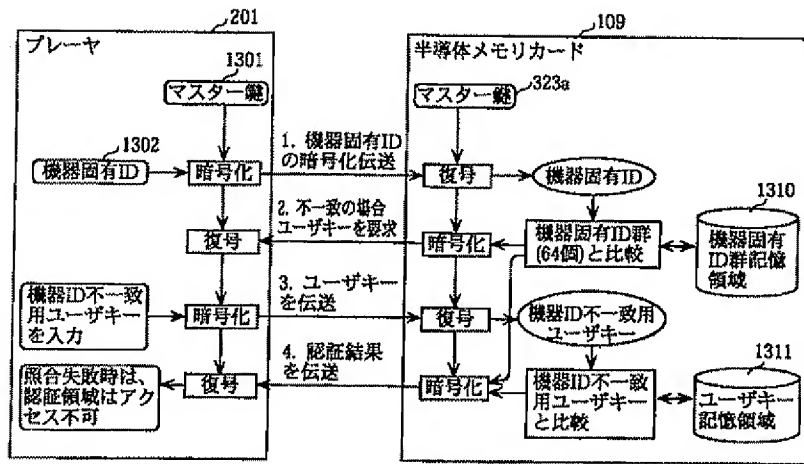 201
プレーヤ
1301
マスター鍵
1302
機器固有ID
暗号化
復号
機器ID不一致
用ユーザキー
を入力
暗号化
照合失敗時は、
認証領域はアク
セス不可
復号
1. 機器固有ID
の暗号化伝送
2. 不一致の場合
ユーザキーを要求
3. ユーザキー
を伝送
4. 認証結果
を伝送
109
半導体メモリカード
マスター鍵
323a
復号
機器固有ID
暗号化
機器固有ID群
(64個)と比較
1310
機器固有
ID群記憶
領域
復号
機器ID不一致用
ユーザキー
暗号化
機器ID不一致
用ユーザキー
と比較
1311
ユーザキー
記憶領域